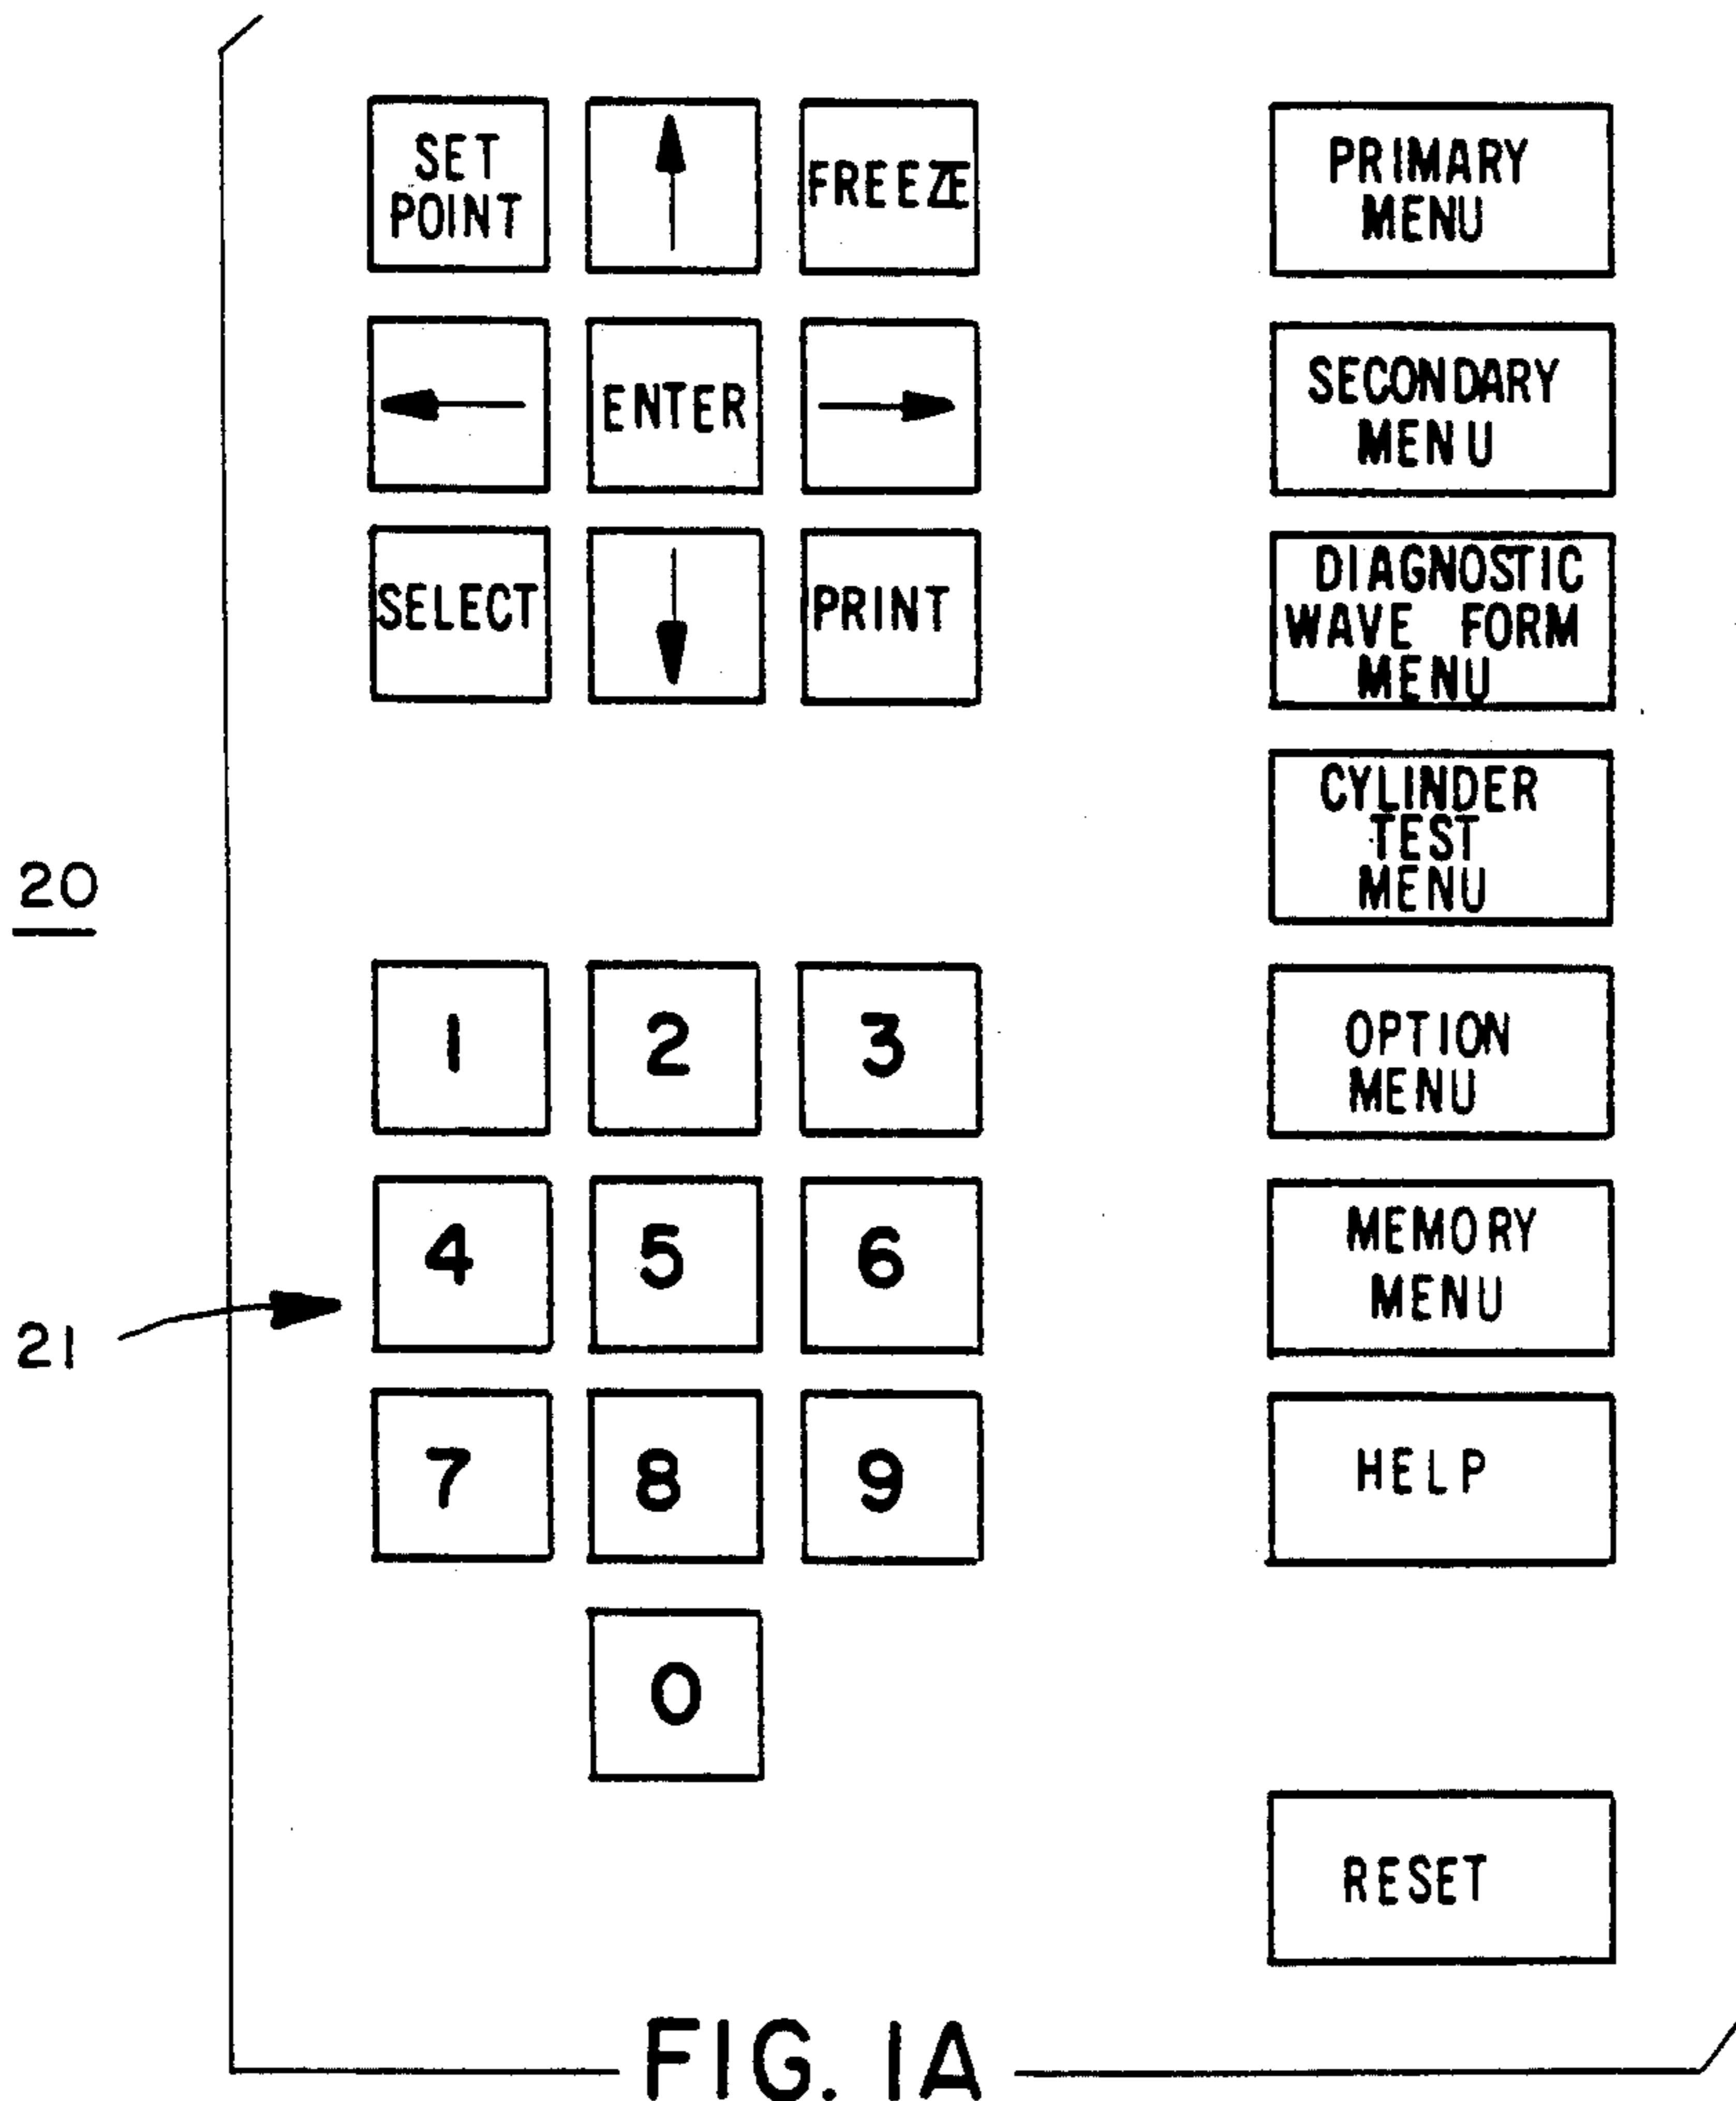 SET
POINT
FREEZE
PRIMARY
MENU
ENTER
SECONDARY
MENU
SELECT
PRINT
DIAGNOSTIC
WAVE FORM
MENU
CYLINDER
TEST
MENU
20
1
2
3
OPTION
MENU
4
5
6
MEMORY
MENU
21
7
8
9
HELP
0
RESET
FIG. 1A